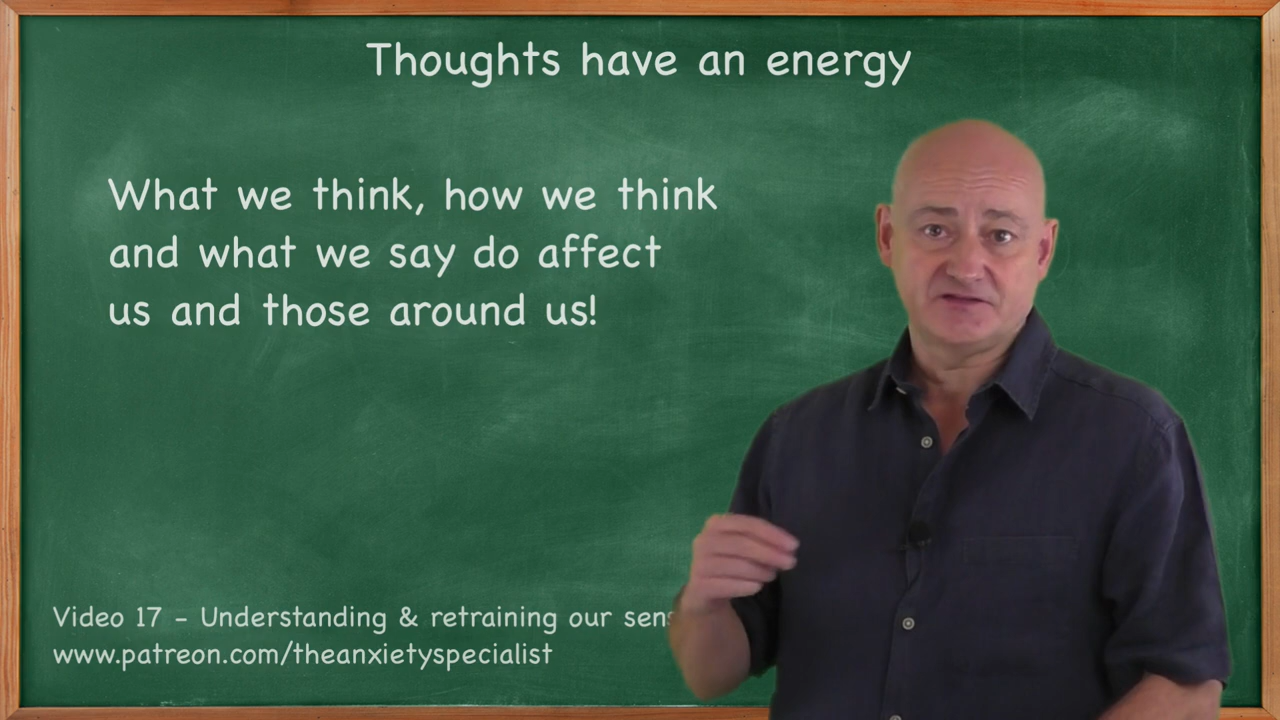 Thoughts have an energy
What we think, how we think
and what we say do affect
us and those around us!
Video 17 - Understanding & retraining our
www.patreon.com/theanxietyspecialist